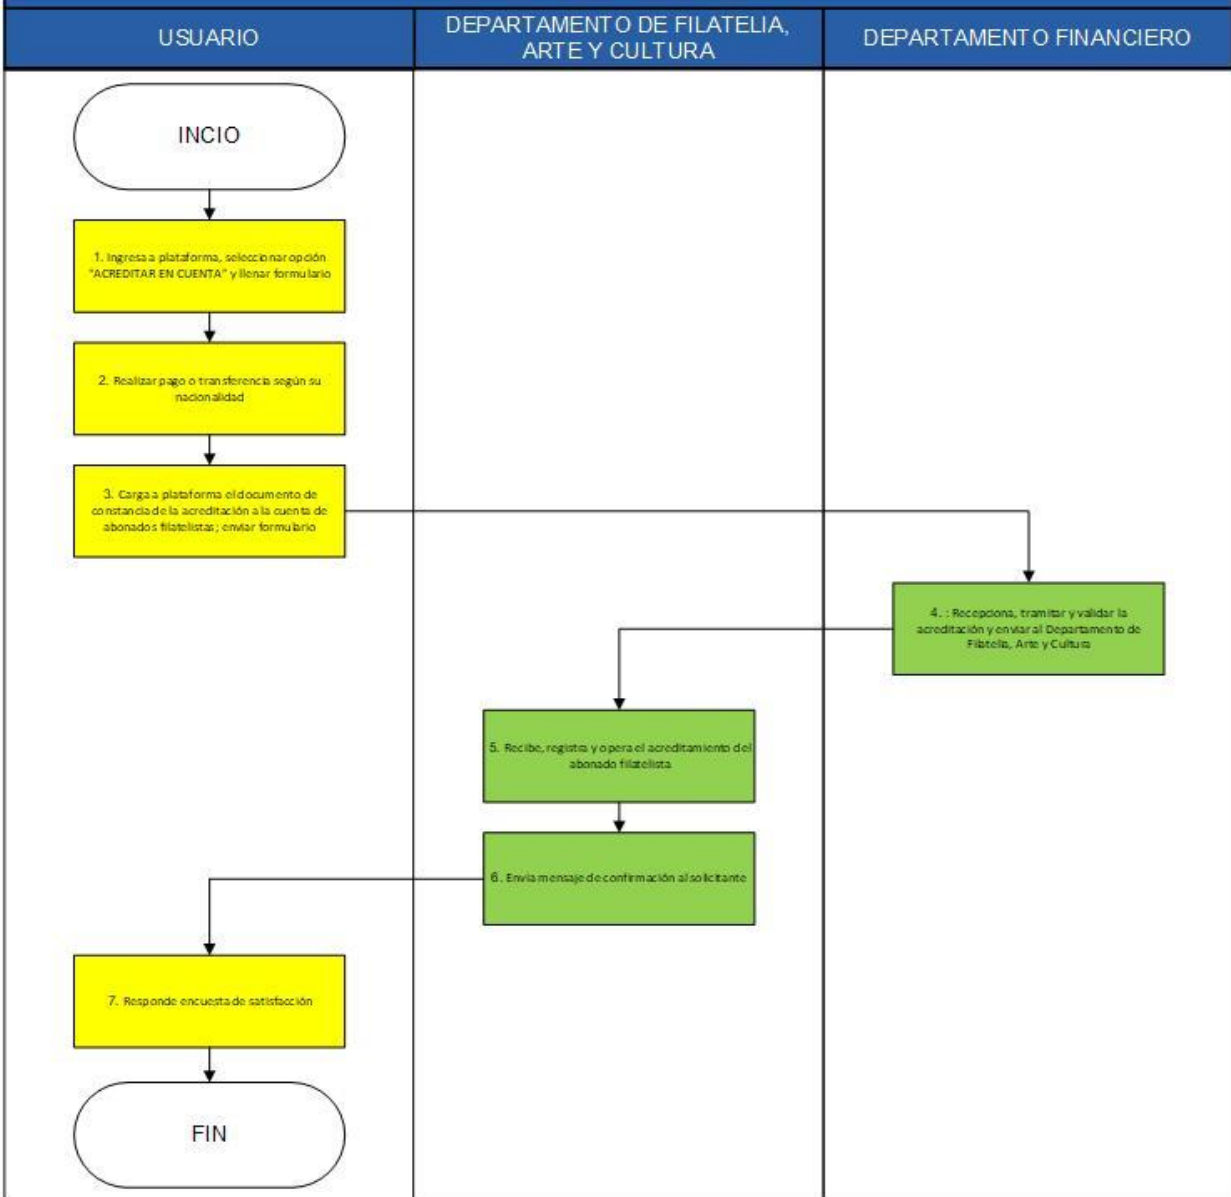 USUARIO
DEPARTAMENTO DE FILATELIA,
ARTE Y CULTURA
DEPARTAMENTO FINANCIERO
INCIO
1. Ingresa a plataforma, seleccionar opción
"ACREDITAR EN CUENTA" y llenar formulario
2. Realizar pago o transferencia según su
nacionalidad
3. Carga a plataforma el documento de
constancia de la acreditación a la cuenta de
abonados filatelistas; enviar formulario
4. : Recepciona, tramitar y validar la
acreditación y enviar al Departamento de
Filatelia, Arte y Cultura
5. Recibe, registra y opera el acreditamiento del
abonado filatelista
6. Envía mensaje de confirmación al solicitante
7. Responde encuesta de satisfacción
FIN